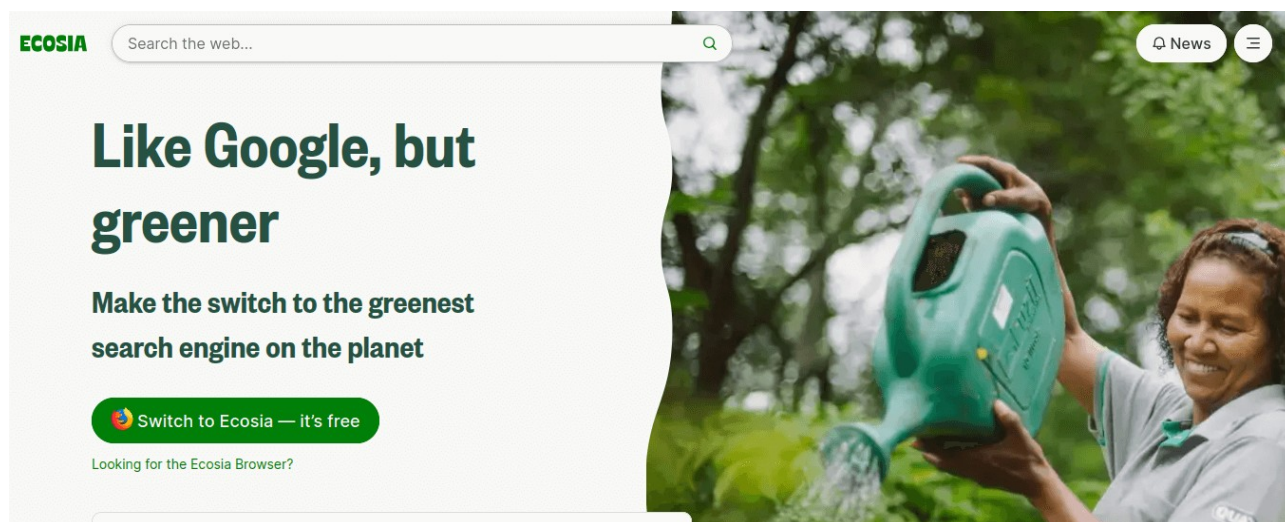 ECOSIA
Search the web...
News
Like Google, but
greener
Make the switch to the greenest
search engine on the planet
Switch to Ecosia — it's free
Looking for the Ecosia Browser?